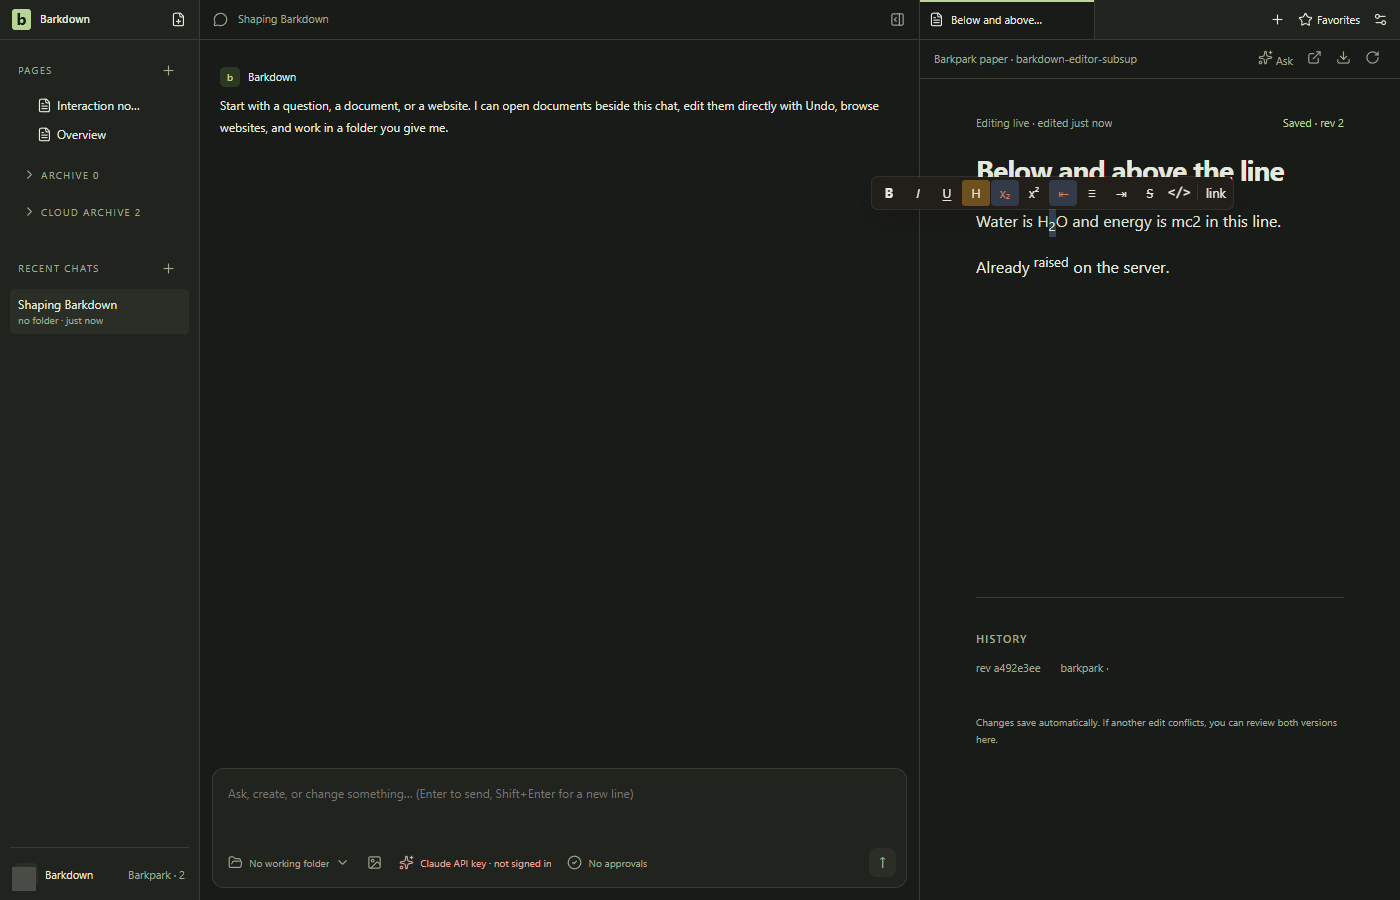 b Barkdown
Shaping Barkdown
Below and above...
Favorites
PAGES
Interaction no...
Overview
ARCHIVE 0
CLOUD ARCHIVE 2
RECENT CHATS
Shaping Barkdown
no folder · just now
Barkdown
Barkpark · 2
b Barkdown
Start with a question, a document, or a website. I can open documents beside this chat, edit them directly with Undo, browse
websites, and work in a folder you give me.
Ask, create, or change something... (Enter to send, Shift+Enter for a new line)
No working folder
Claude API key · not signed in
No approvals
Barkpark paper · barkdown-editor-subsup
Ask
Editing live · edited just now
Saved · rev 2
Below and above the line
B I U H x₂ x² S </> link
Water is H₂O and energy is mc2 in this line.
Already raised on the server.
HISTORY
rev a492e3ee barkpark ·
Changes save automatically. If another edit conflicts, you can review both versions
here.